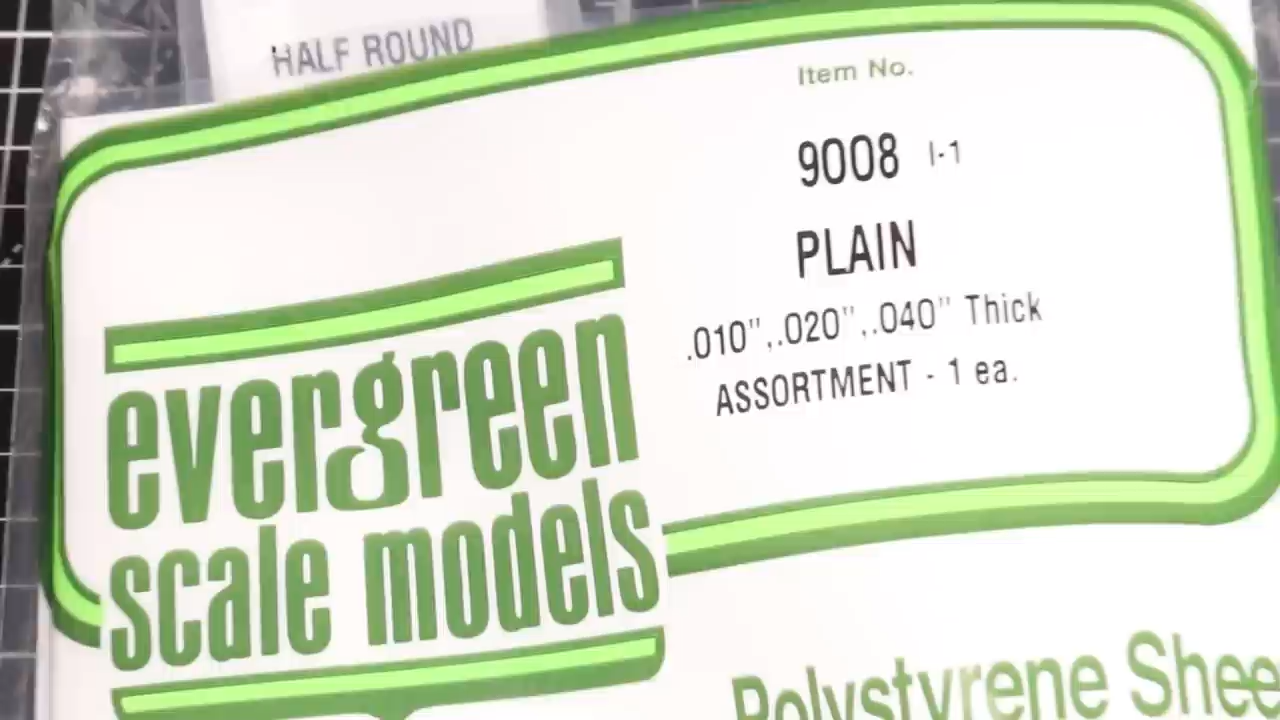 HALF ROUND
Item No.
9008 I-1
PLAIN
.010",.020",.040" Thick
ASSORTMENT - 1 ea.
evergreen
scale models
Polystyrene Shee